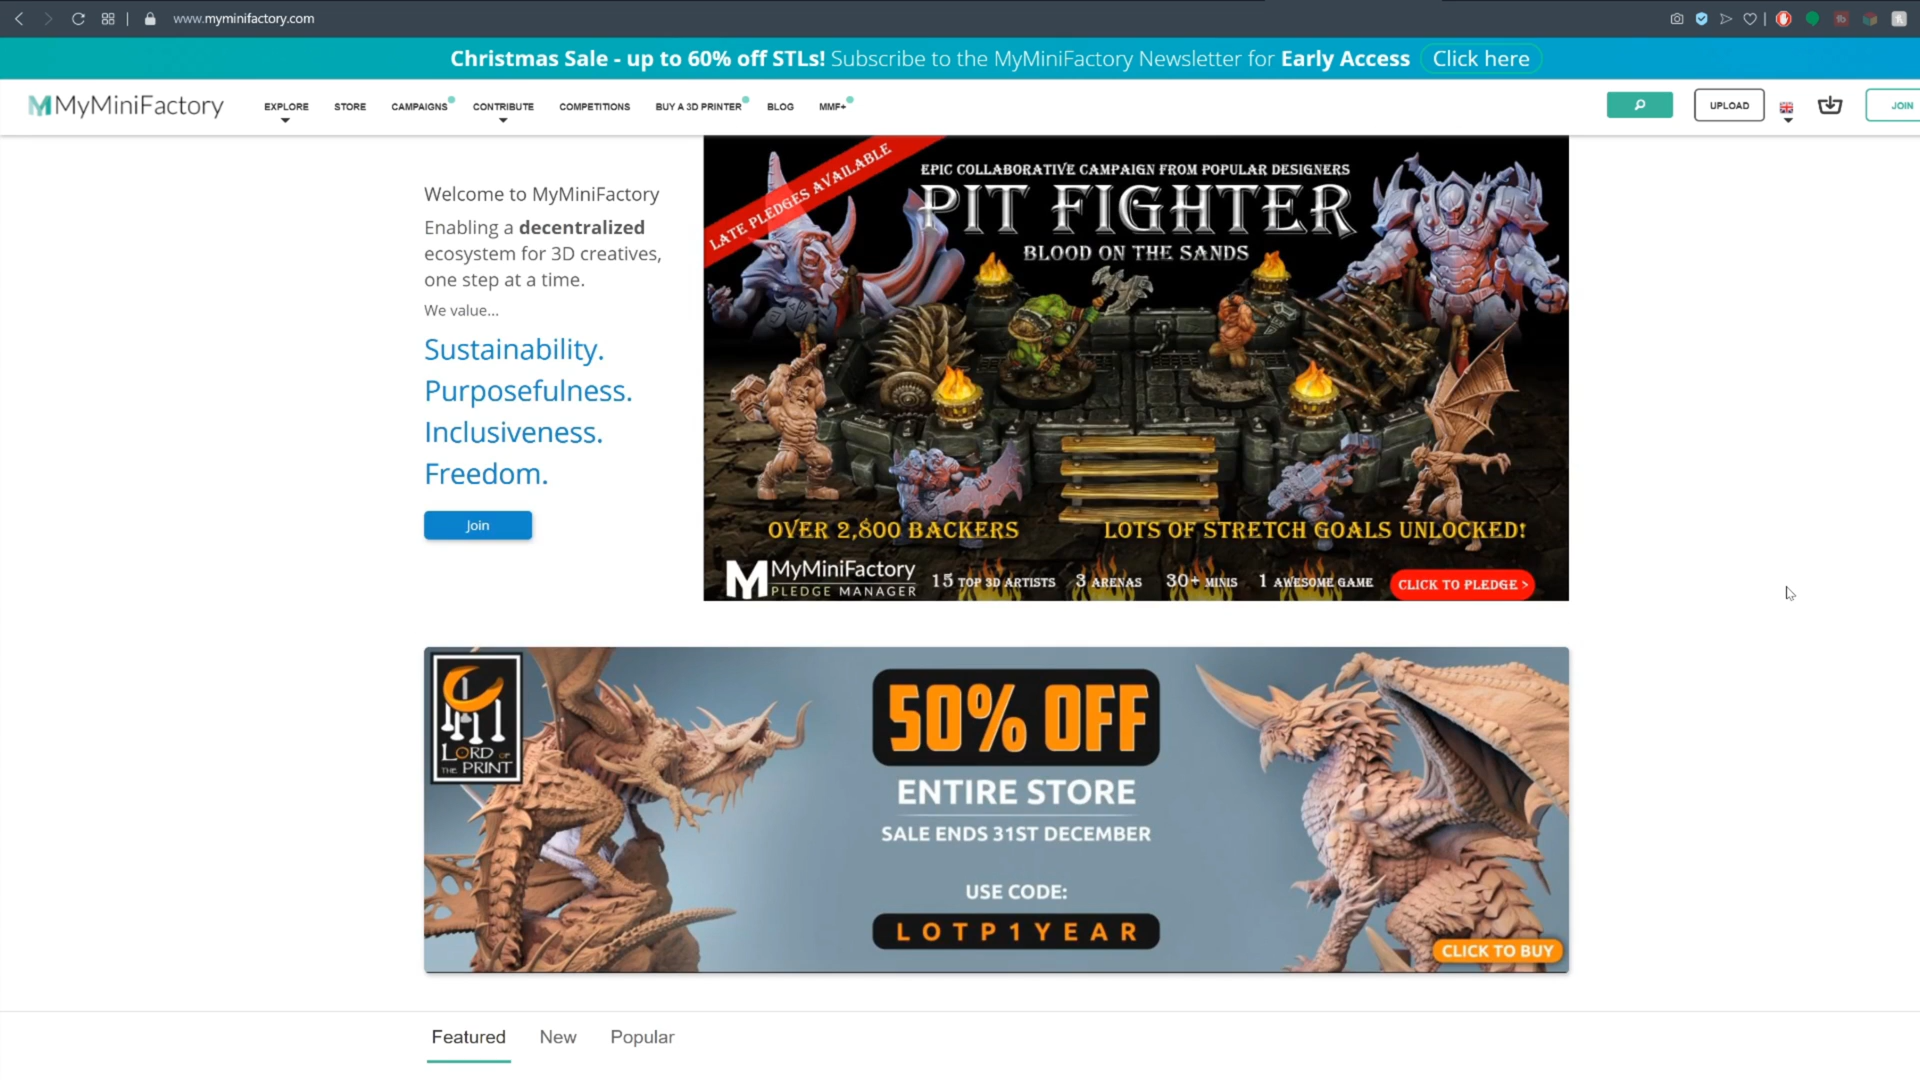 www.myminifactory.com
Christmas Sale - up to 60% off STLs! Subscribe to the MyMiniFactory Newsletter for Early Access Click here
MyMiniFactory EXPLORE STORE CAMPAIGNS CONTRIBUTE COMPETITIONS BUY A 3D PRINTER BLOG MMF+ UPLOAD JOIN
Welcome to MyMiniFactory
Enabling a decentralized
ecosystem for 3D creatives,
one step at a time.
We value...
Sustainability.
Purposefulness.
Inclusiveness.
Freedom.
Join
LATE PLEDGES AVAILABLE
EPIC COLLABORATIVE CAMPAIGN FROM POPULAR DESIGNERS
PIT FIGHTER
BLOOD ON THE SANDS
OVER 2,800 BACKERS LOTS OF STRETCH GOALS UNLOCKED!
MyMiniFactory
PLEDGE MANAGER
15 TOP 3D ARTISTS 3 ARENAS 30+ MINIS 1 AWESOME GAME CLICK TO PLEDGE >
LORD OF
THE PRINT
50% OFF
ENTIRE STORE
SALE ENDS 31ST DECEMBER
USE CODE:
LOTP1YEAR
CLICK TO BUY
Featured New Popular